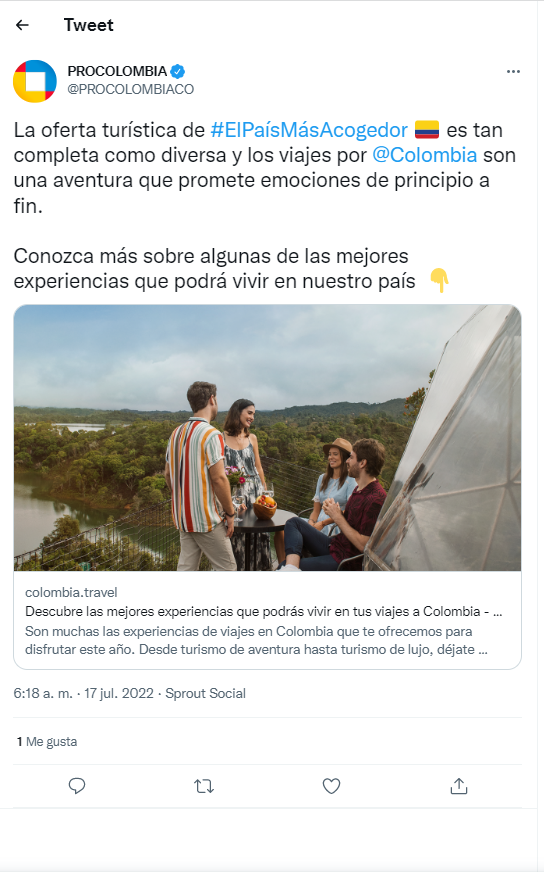 Tweet
PROCOLOMBIA
@PROCOLOMBIACO
La oferta turística de #ElPaísMásAcogedor 🇨🇴 es tan
completa como diversa y los viajes por @Colombia son
una aventura que promete emociones de principio a
fin.
Conozca más sobre algunas de las mejores
experiencias que podrá vivir en nuestro país 👇
colombia.travel
Descubre las mejores experiencias que podrás vivir en tus viajes a Colombia - ...
Son muchas las experiencias de viajes en Colombia que te ofrecemos para
disfrutar este año. Desde turismo de aventura hasta turismo de lujo, déjate ...
6:18 a. m. · 17 jul. 2022 · Sprout Social
1 Me gusta